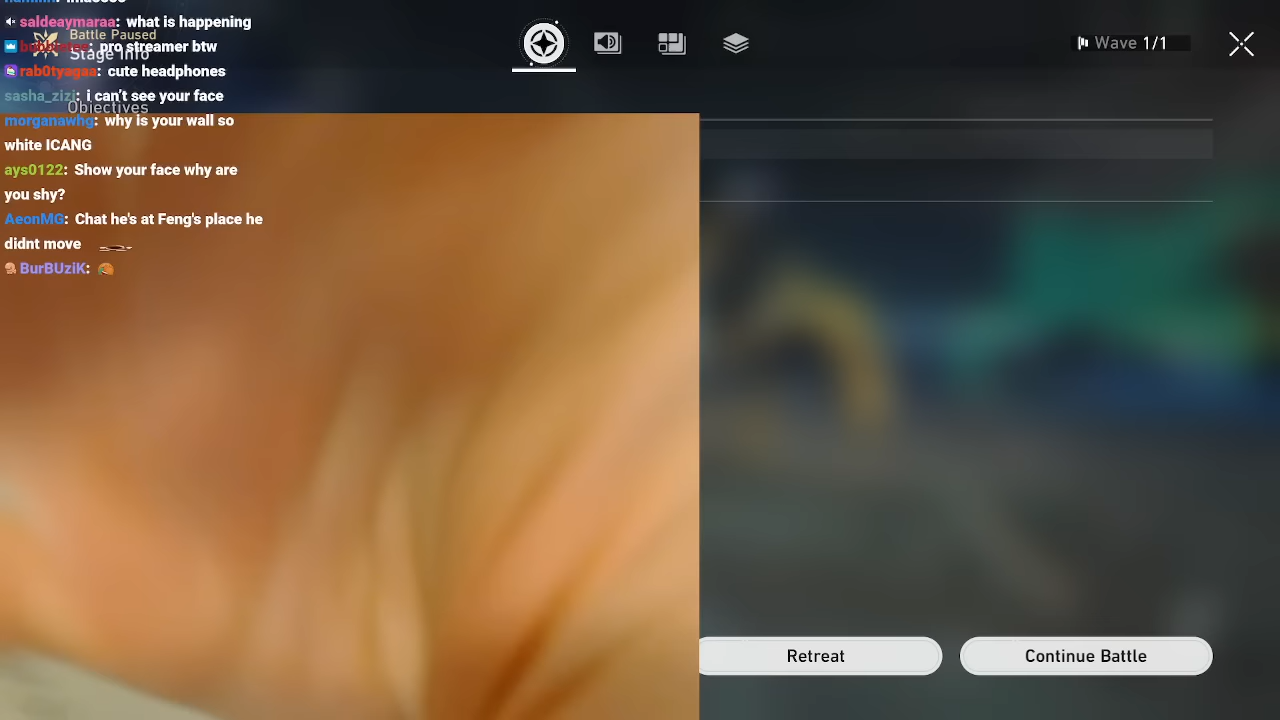 saldeaymaraa: what is happening
Battle Paused
pro streamer btw
Stage Info
rab0tyagaa: cute headphones
sasha_zizi: i can't see your face
Objectives
morganawhg: why is your wall so
white ICANG
ays0122: Show your face why are
you shy?
AeonMG: Chat he's at Feng's place he
didnt move
BurBUziK:
Wave 1/1
Retreat
Continue Battle